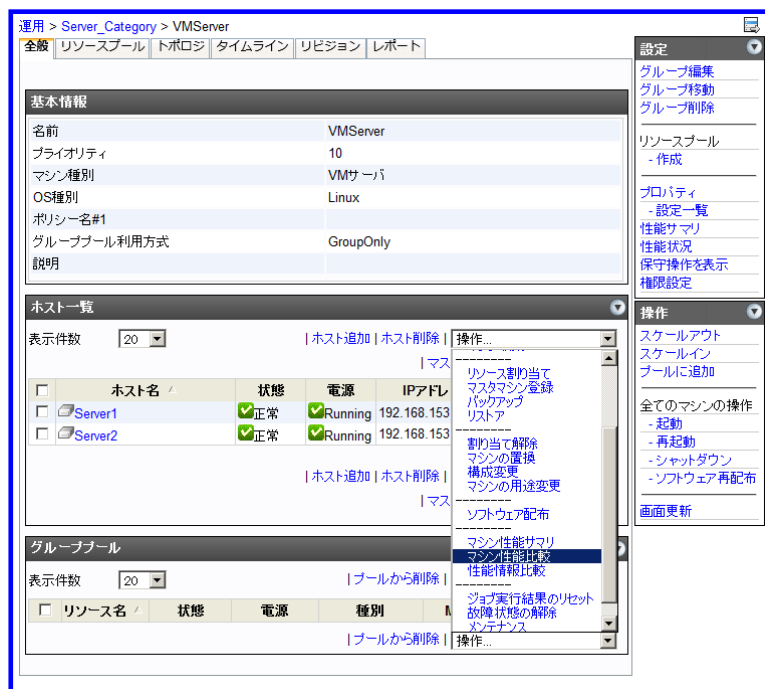 運用 > Server_Category > VMServer
全般 リソースプール トポロジ タイムライン リビジョン レポート
基本情報
名前 VMServer
プライオリティ 10
マシン種別 VMサーバ
OS種別 Linux
ポリシー名#1
グループプール利用方式 GroupOnly
説明
ホスト一覧
表示件数 20 | ホスト追加 | ホスト削除 | 操作...
| マス
ホスト名 状態 電源 IPアドレ
Server1 正常 Running 192.168.153
Server2 正常 Running 192.168.153
| ホスト追加 | ホスト削除 |
| マス
--------
リソース割り当て
マスタマシン登録
バックアップ
リストア
--------
割り当て解除
マシンの置換
構成変更
マシンの用途変更
--------
ソフトウェア配布
--------
マシン性能サマリ
マシン性能比較
性能情報比較
--------
ジョブ実行結果のリセット
故障状態の解除
メンテナンス
グループプール
表示件数 20 | プールから削除 |
リソース名 状態 電源 種別
| プールから削除 | 操作...
設定
グループ編集
グループ移動
グループ削除
リソースプール
- 作成
プロパティ
- 設定一覧
性能サマリ
性能状況
保守操作を表示
権限設定
操作
スケールアウト
スケールイン
プールに追加
全てのマシンの操作
- 起動
- 再起動
- シャットダウン
- ソフトウェア再配布
画面更新